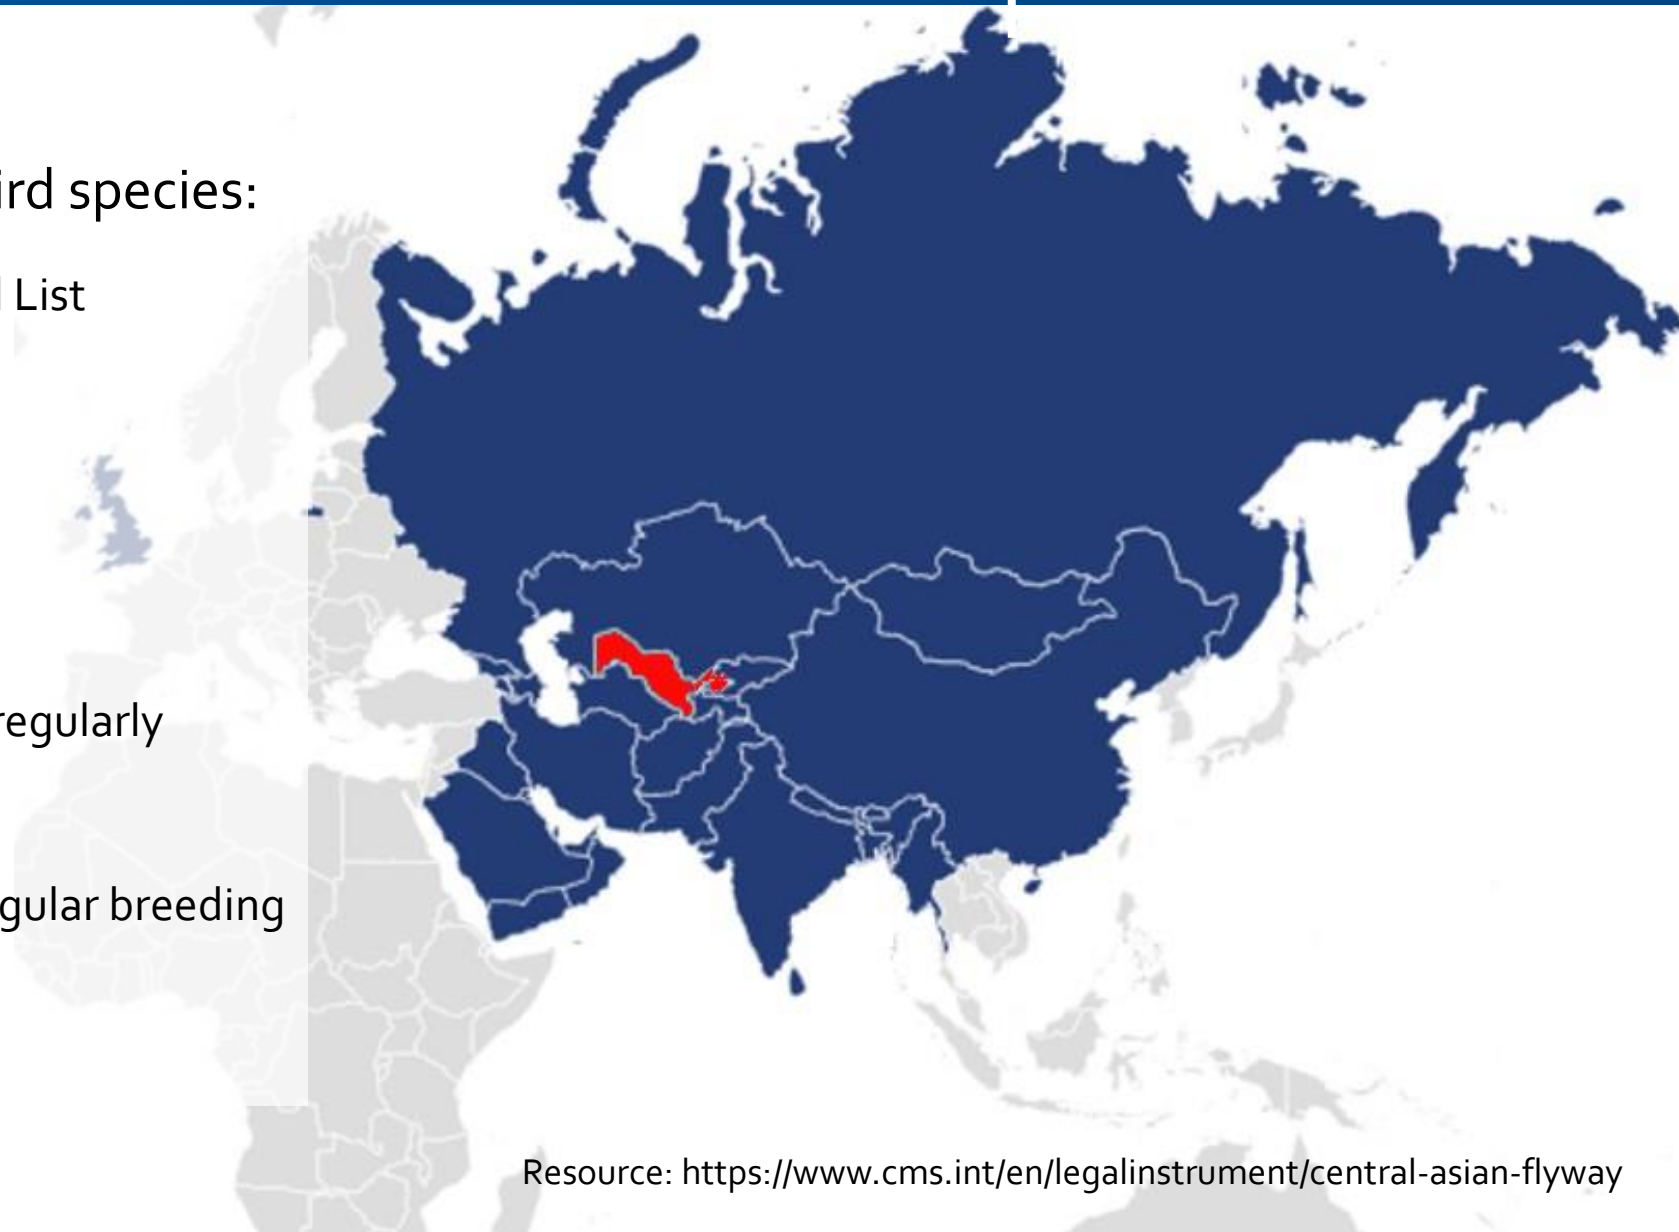 ird species:
List
regularly
gular breeding
Resource: https://www.cms.int/en/legalinstrument/central-asian-flyway